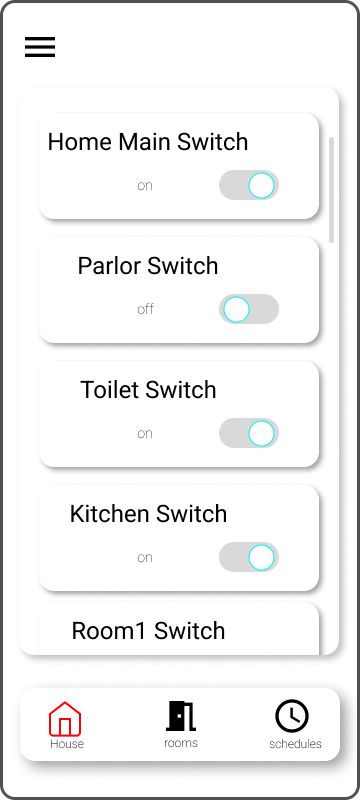 Home Main Switch
on
Parlor Switch
off
Toilet Switch
on
Kitchen Switch
on
Room1 Switch
House
rooms
schedules